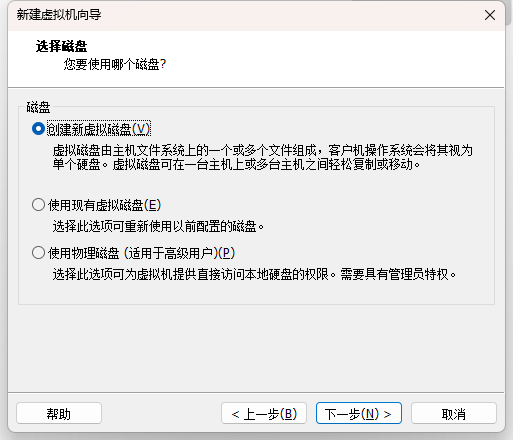 新建虚拟机向导
选择磁盘
您要使用哪个磁盘?
磁盘
创建新虚拟磁盘(V)
虚拟磁盘由主机文件系统上的一个或多个文件组成，客户机操作系统会将其视为
单个硬盘。虚拟磁盘可在一台主机上或多台主机之间轻松复制或移动。
使用现有虚拟磁盘(E)
选择此选项可重新使用以前配置的磁盘。
使用物理磁盘 (适用于高级用户)(P)
选择此选项可为虚拟机提供直接访问本地硬盘的权限。需要具有管理员特权。
帮助
< 上一步(B)
下一步(N) >
取消